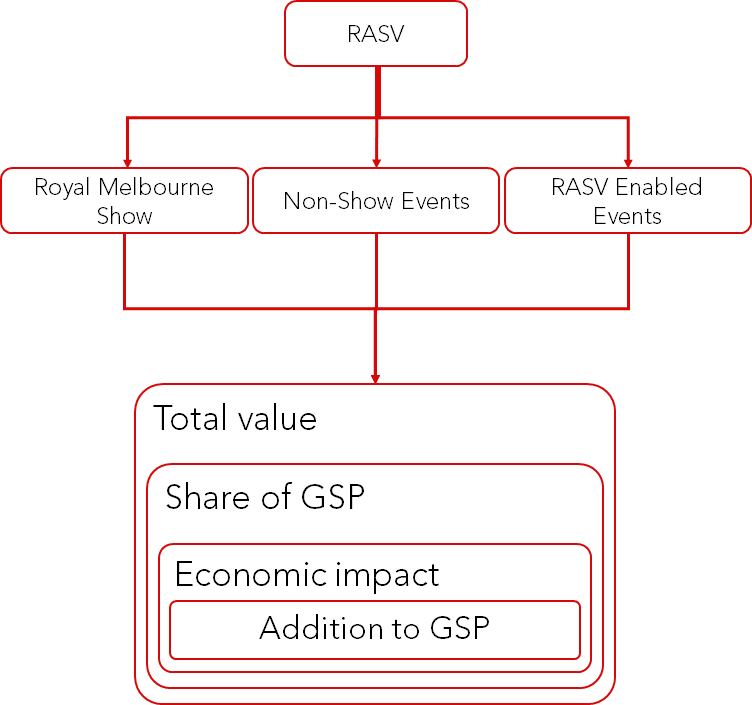 RASV
Royal Melbourne
Show
Non-Show Events
RASV Enabled
Events
Total value
Share of GSP
Economic impact
Addition to GSP